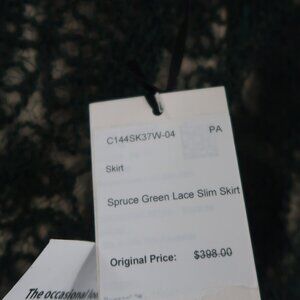 C144SK37W-04 PA
Skirt
Spruce Green Lace Slim Skirt
Original Price: $398.00
The occasional